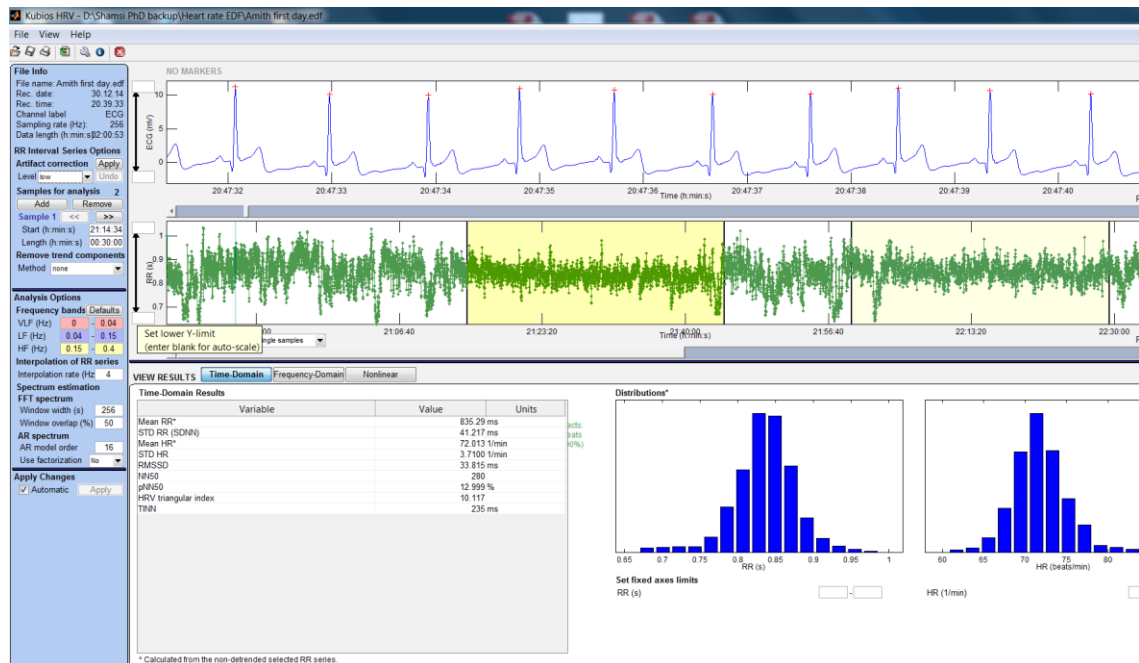 Kubios HRV - D:\Shamsi PhD backup\Heart rate EDF\Amith first day.edf
File View Help
File Info
File name: Amith first day.edf
Rec. date: 30.12.14
Rec. time: 20.39.33
Channel label ECG
Sampling rate (Hz): 256
Data length (h:min:s) 02:00:53
RR Interval Series Options
Artifact correction Apply
Level low Undo
Samples for analysis 2
Add Remove
Sample 1 << >>
Start (h:min:s) 21:14:34
Length (h:min:s) 00:30:00
Remove trend components
Method none
Analysis Options
Frequency bands Defaults
VLF (Hz) 0 - 0.04
LF (Hz) 0.04 - 0.15
HF (Hz) 0.15 - 0.4
Interpolation of RR series
Interpolation rate (Hz 4
Spectrum estimation
FFT spectrum
Window width (s) 256
Window overlap (%) 50
AR spectrum
AR model order 16
Use factorization No
Apply Changes
Automatic Apply
NO MARKERS
ECG (mV)
10
5
0
20:47:32 20:47:33 20:47:34 20:47:35 20:47:36 20:47:37 20:47:38 20:47:39 20:47:40
Time (h:min:s)
RR (s)
1
0.9
0.8
0.7
:00 21:06:40 21:23:20 21:40:00 21:56:40 22:13:20 22:30:00
Time (h:min:s)
Set lower Y-limit
(enter blank for auto-scale)
ngle samples
VIEW RESULTS Time-Domain Frequency-Domain Nonlinear
Time-Domain Results
Variable Value Units
Mean RR* 835.29 ms
STD RR (SDNN) 41.217 ms
Mean HR* 72.013 1/min
STD HR 3.7100 1/min
RMSSD 33.815 ms
NN50 280
pNN50 12.999 %
HRV triangular index 10.117
TINN 235 ms
* Calculated from the non-detrended selected RR series.
acts:
eats
0%)
Distributions*
0.65 0.7 0.75 0.8 0.85 0.9 0.95 1
RR (s)
60 65 70 75 80
HR (beats/min)
Set fixed axes limits
RR (s) -
HR (1/min)